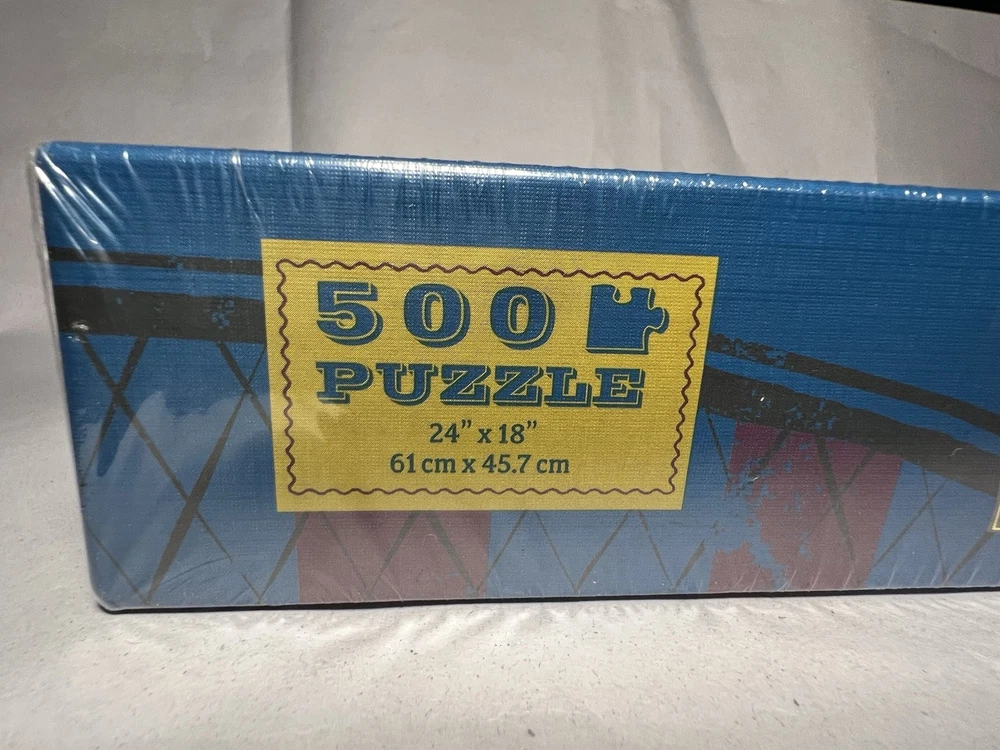 500
PUZZLE
24” x 18”
61 cm x 45.7 cm